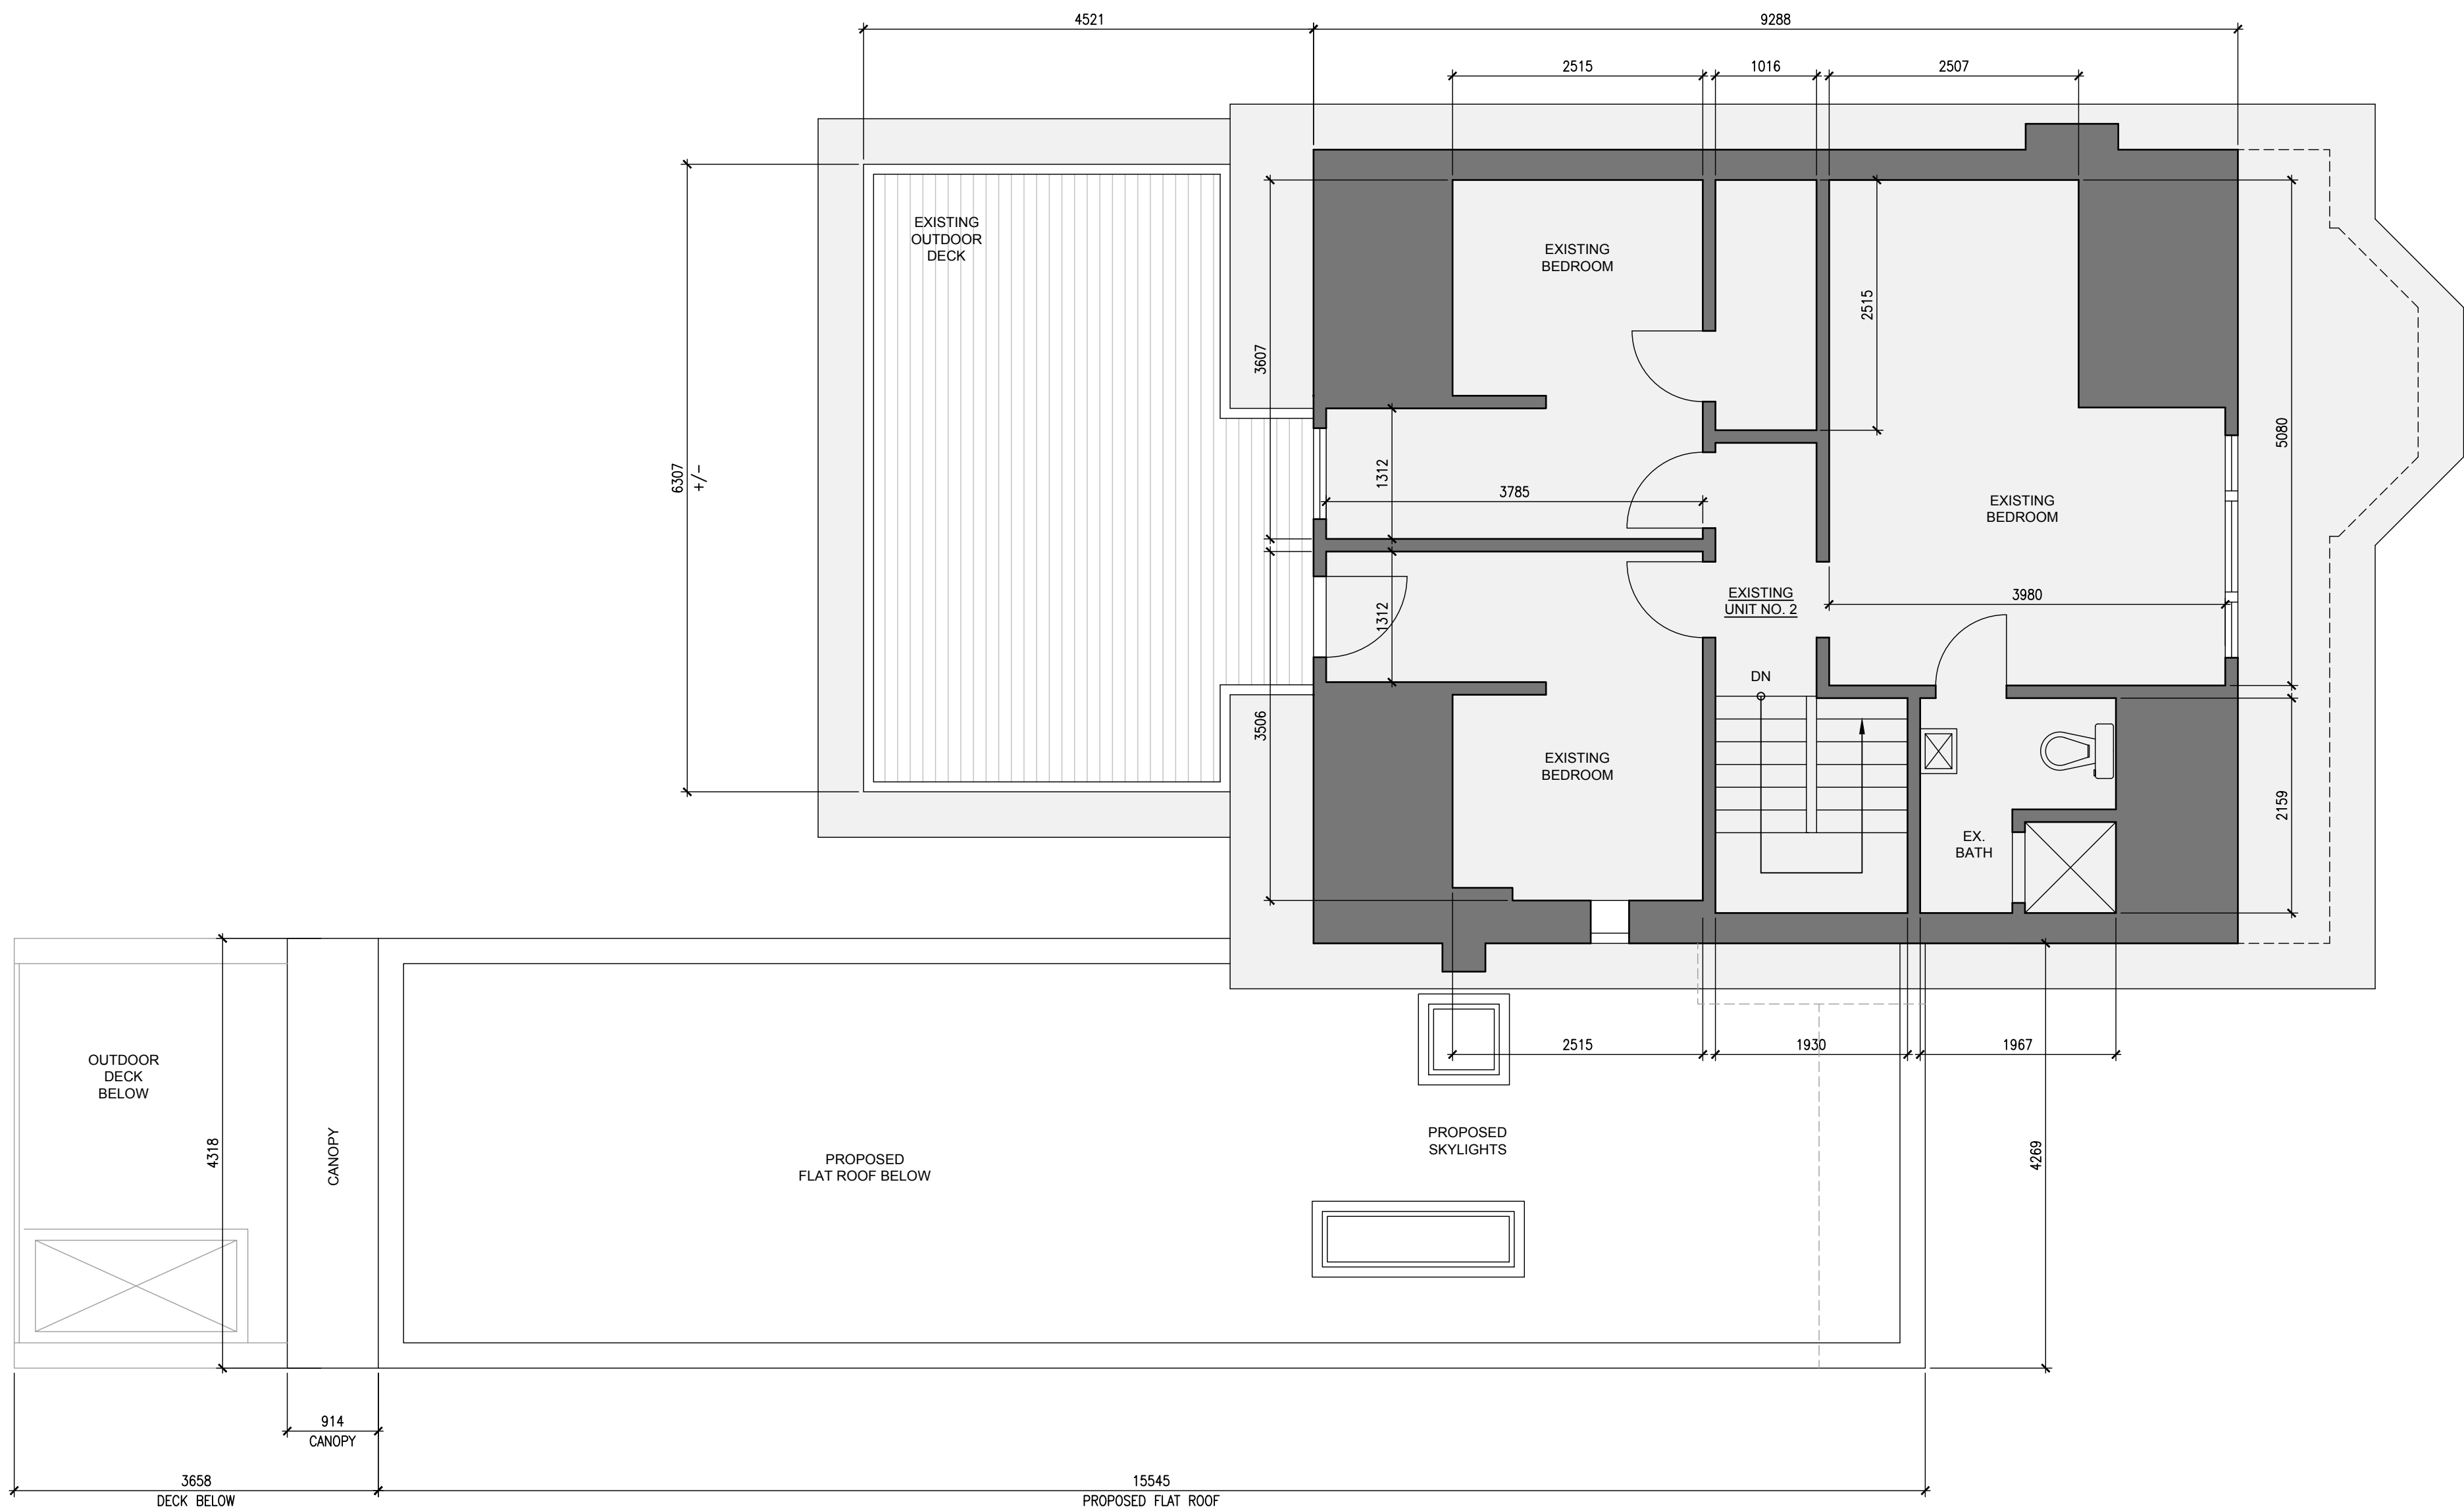 4521
9288
2515
1016
2507
EXISTING
OUTDOOR
DECK
EXISTING
BEDROOM
2515
3607
5080
6307
+/-
1312
3785
EXISTING
BEDROOM
EXISTING
UNIT NO. 2
3980
1312
DN
3506
EXISTING
BEDROOM
2159
EX.
BATH
2515
1930
1967
OUTDOOR
DECK
BELOW
4318
CANOPY
PROPOSED
FLAT ROOF BELOW
PROPOSED
SKYLIGHTS
4269
914
CANOPY
3658
DECK BELOW
15545
PROPOSED FLAT ROOF